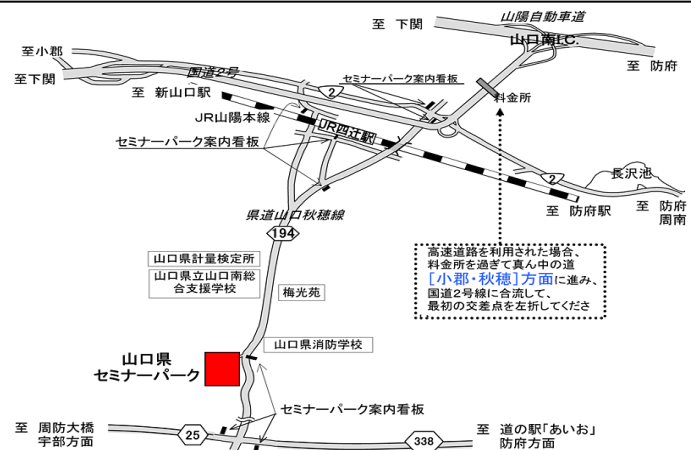 山陽自動車道
至 下関
山口南I.C.
至小郡
国道2号
至 防府
至下関
セミナーパーク案内看板
至 新山口駅
2
料金所
JR山陽本線
JR四辻駅
セミナーパーク案内看板
長沢池
2
至 防府駅
至 防府
周南
県道山口秋穂線
194
高速道路を利用された場合、
料金所を過ぎて真ん中の道
[小郡・秋穂]方面に進み、
国道2号線に合流して、
最初の交差点を左折してくださ
山口県計量検定所
山口県立山口南総
合支援学校
梅光苑
山口県消防学校
山口県
セミナーパーク
セミナーパーク案内看板
至 周防大橋
宇部方面
25
338
至 道の駅「あいお」
防府方面